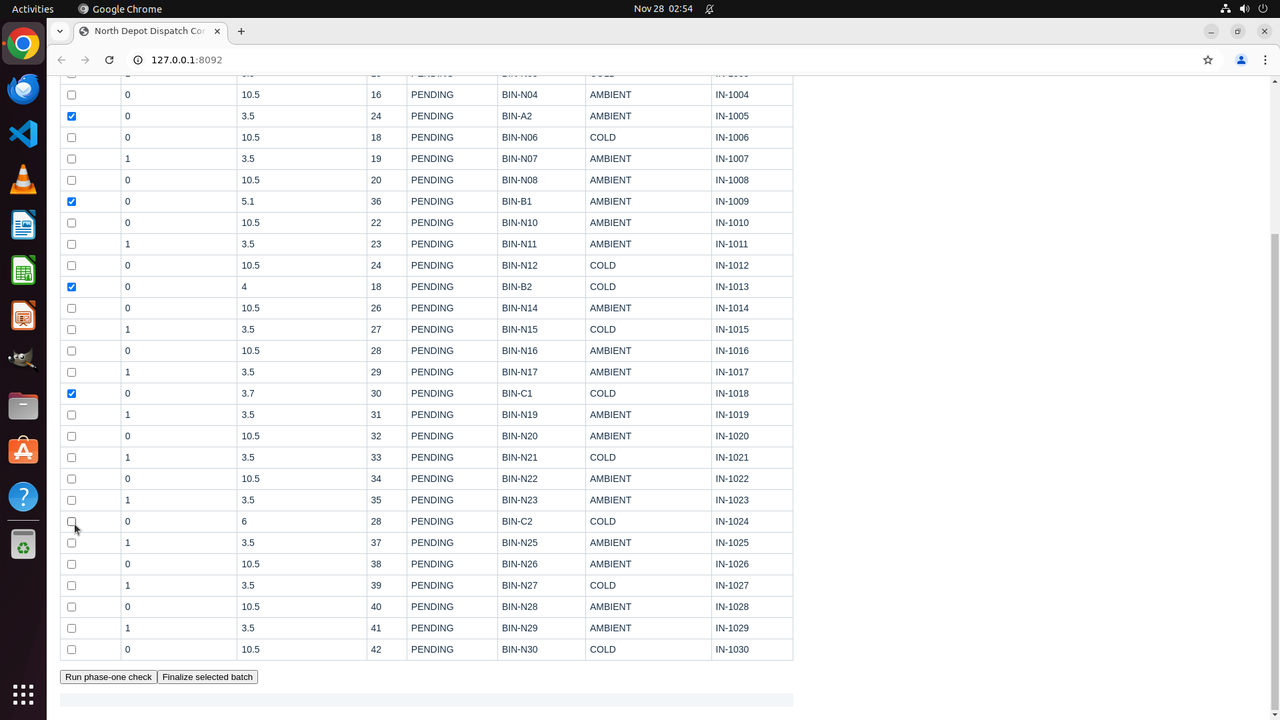 Activities Google Chrome Nov 28 02:54
North Depot Dispatch Con
127.0.0.1:8092
0 10.5 16 PENDING BIN-N04 AMBIENT IN-1004
0 3.5 24 PENDING BIN-A2 AMBIENT IN-1005
0 10.5 18 PENDING BIN-N06 COLD IN-1006
1 3.5 19 PENDING BIN-N07 AMBIENT IN-1007
0 10.5 20 PENDING BIN-N08 AMBIENT IN-1008
0 5.1 36 PENDING BIN-B1 AMBIENT IN-1009
0 10.5 22 PENDING BIN-N10 AMBIENT IN-1010
1 3.5 23 PENDING BIN-N11 AMBIENT IN-1011
0 10.5 24 PENDING BIN-N12 COLD IN-1012
0 4 18 PENDING BIN-B2 COLD IN-1013
0 10.5 26 PENDING BIN-N14 AMBIENT IN-1014
1 3.5 27 PENDING BIN-N15 COLD IN-1015
0 10.5 28 PENDING BIN-N16 AMBIENT IN-1016
1 3.5 29 PENDING BIN-N17 AMBIENT IN-1017
0 3.7 30 PENDING BIN-C1 COLD IN-1018
1 3.5 31 PENDING BIN-N19 AMBIENT IN-1019
0 10.5 32 PENDING BIN-N20 AMBIENT IN-1020
1 3.5 33 PENDING BIN-N21 COLD IN-1021
0 10.5 34 PENDING BIN-N22 AMBIENT IN-1022
1 3.5 35 PENDING BIN-N23 AMBIENT IN-1023
0 6 28 PENDING BIN-C2 COLD IN-1024
1 3.5 37 PENDING BIN-N25 AMBIENT IN-1025
0 10.5 38 PENDING BIN-N26 AMBIENT IN-1026
1 3.5 39 PENDING BIN-N27 COLD IN-1027
0 10.5 40 PENDING BIN-N28 AMBIENT IN-1028
1 3.5 41 PENDING BIN-N29 AMBIENT IN-1029
0 10.5 42 PENDING BIN-N30 COLD IN-1030
Run phase-one check Finalize selected batch